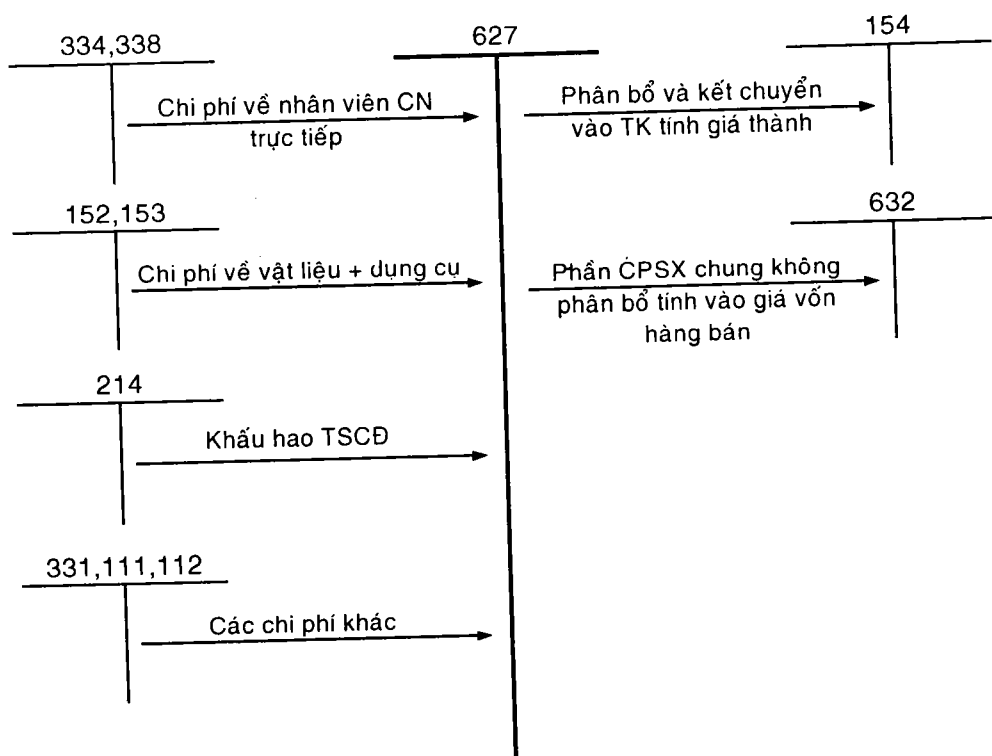 334,338
627
154
Chi phí về nhân viên CN
trực tiếp
Phân bổ và kết chuyển
vào TK tính giá thành
152,153
632
Chi phí về vật liệu + dụng cụ
Phần CPSX chung không
phân bổ tính vào giá vốn
hàng bán
214
Khấu hao TSCĐ
331,111,112
Các chi phí khác